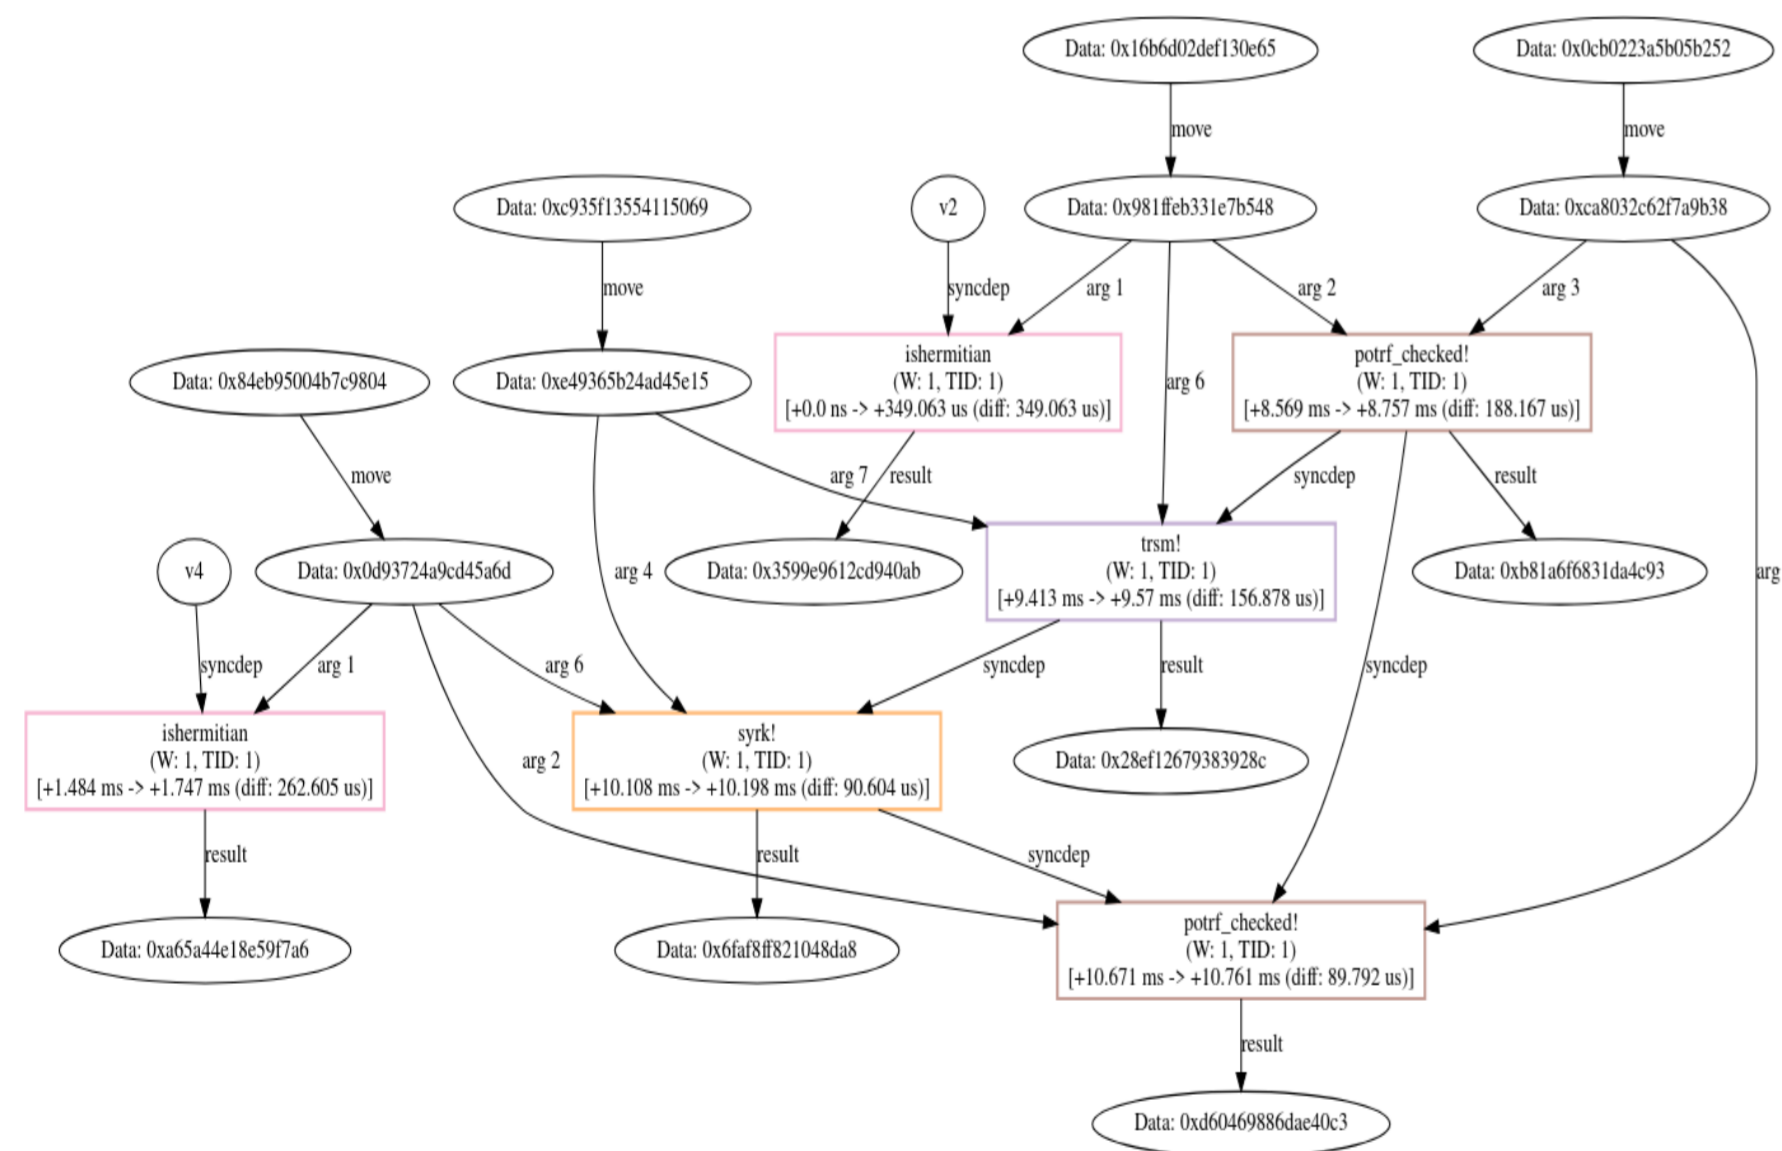 Data: 0x16b6d02def130e65
Data: 0x0cb0223a5b05b252
move
move
Data: 0xc935f13554115069
v2
Data: 0x981ffeb331e7b548
Data: 0xca8032c62f7a9b38
move
syncdep
arg 1
arg 2
arg 3
Data: 0x84eb95004b7c9804
Data: 0xe49365b24ad45e15
ishermitian
(W: 1, TID: 1)
[+0.0 ns -> +349.063 us (diff: 349.063 us)]
arg 6
potrf_checked!
(W: 1, TID: 1)
[+8.569 ms -> +8.757 ms (diff: 188.167 us)]
move
arg 7
result
syncdep
result
v4
Data: 0x0d93724a9cd45a6d
arg 4
Data: 0x3599e9612cd940ab
trsm!
(W: 1, TID: 1)
[+9.413 ms -> +9.57 ms (diff: 156.878 us)]
Data: 0xb81a6f6831da4c93
arg
syncdep
arg 1
arg 6
syncdep
result
syncdep
ishermitian
(W: 1, TID: 1)
[+1.484 ms -> +1.747 ms (diff: 262.605 us)]
arg 2
syrk!
(W: 1, TID: 1)
[+10.108 ms -> +10.198 ms (diff: 90.604 us)]
Data: 0x28ef12679383928c
result
result
syncdep
Data: 0xa65a44e18e59f7a6
Data: 0x6faf8ff821048da8
potrf_checked!
(W: 1, TID: 1)
[+10.671 ms -> +10.761 ms (diff: 89.792 us)]
result
Data: 0xd60469886dae40c3